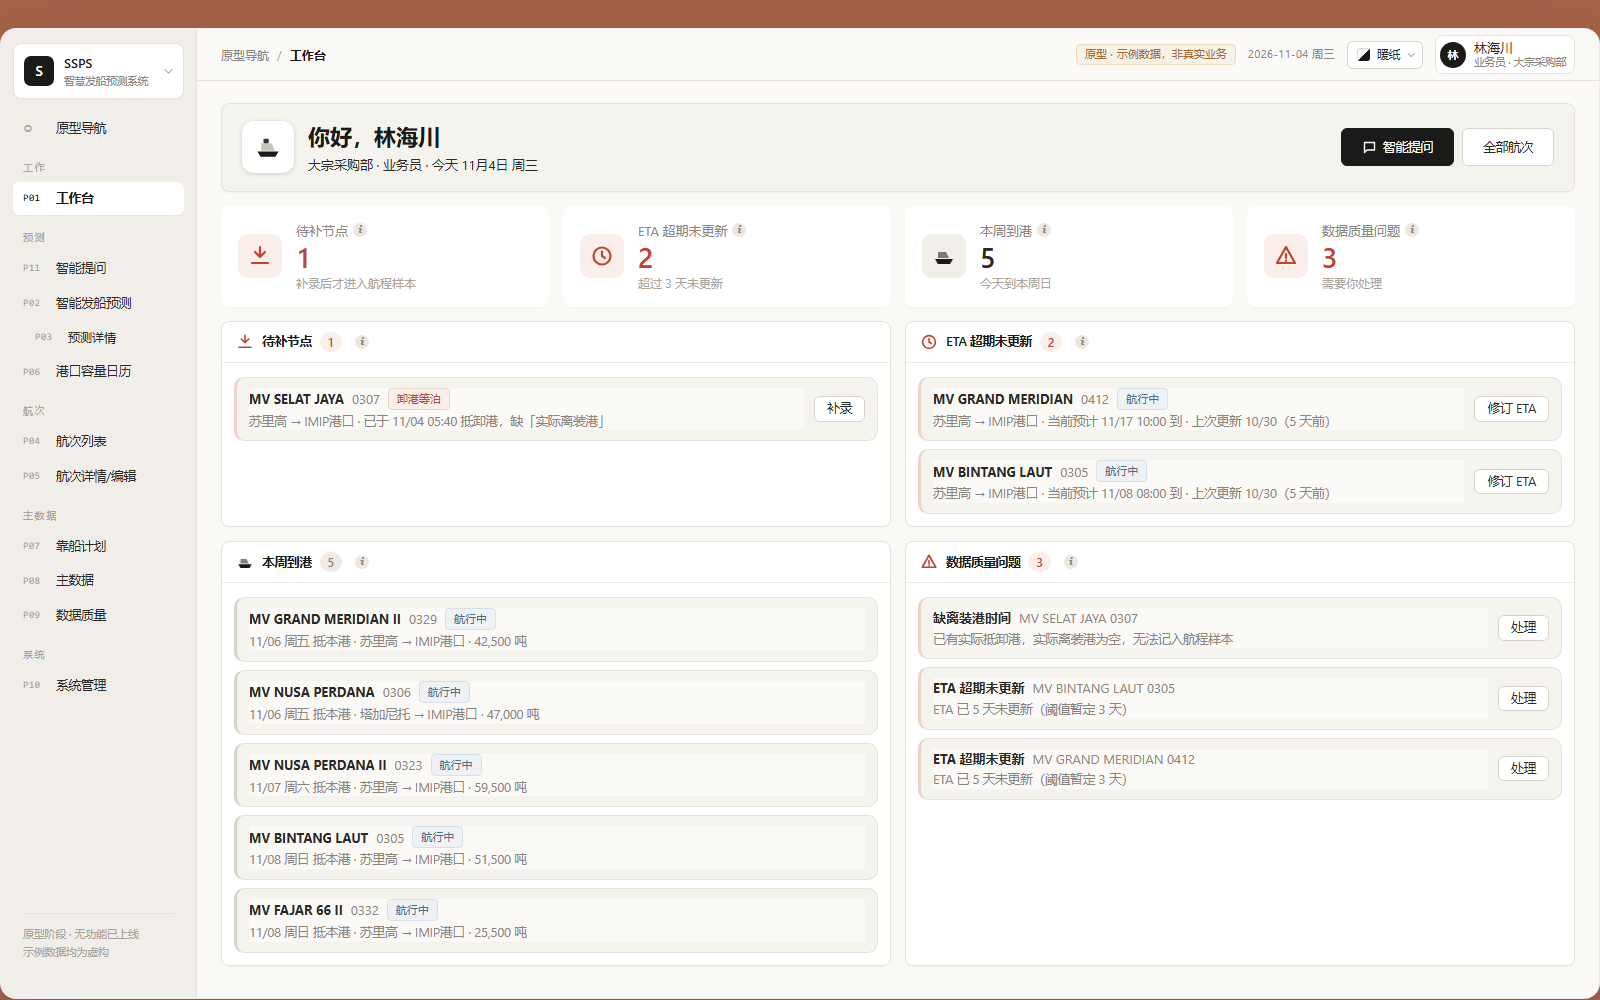 S
SSPS
智慧发船预测系统
原型导航
工作
P01 工作台
预测
P11 智能提问
P02 智能发船预测
P03 预测详情
P06 港口容量日历
航次
P04 航次列表
P05 航次详情/编辑
主数据
P07 靠船计划
P08 主数据
P09 数据质量
系统
P10 系统管理
原型阶段 · 无功能已上线
示例数据均为虚构
原型导航 / 工作台
原型 · 示例数据，非真实业务
2026-11-04 周三
暖纸
林
林海川
业务员 · 大宗采购部
你好，林海川
大宗采购部 · 业务员 · 今天 11月4日 周三
智能提问
全部航次
待补节点 i
1
补录后才进入航程样本
ETA 超期未更新 i
2
超过 3 天未更新
本周到港 i
5
今天到本周日
数据质量问题 i
3
需要你处理
待补节点 1 i
MV SELAT JAYA 0307 卸港等泊
苏里高 → IMIP港口 · 已于 11/04 05:40 抵卸港，缺「实际离装港」
补录
ETA 超期未更新 2 i
MV GRAND MERIDIAN 0412 航行中
苏里高 → IMIP港口 · 当前预计 11/17 10:00 到 · 上次更新 10/30（5 天前）
修订 ETA
MV BINTANG LAUT 0305 航行中
苏里高 → IMIP港口 · 当前预计 11/08 08:00 到 · 上次更新 10/30（5 天前）
修订 ETA
本周到港 5 i
MV GRAND MERIDIAN II 0329 航行中
11/06 周五 抵本港 · 苏里高 → IMIP港口 · 42,500 吨
MV NUSA PERDANA 0306 航行中
11/06 周五 抵本港 · 塔加尼托 → IMIP港口 · 47,000 吨
MV NUSA PERDANA II 0323 航行中
11/07 周六 抵本港 · 苏里高 → IMIP港口 · 59,500 吨
MV BINTANG LAUT 0305 航行中
11/08 周日 抵本港 · 苏里高 → IMIP港口 · 51,500 吨
MV FAJAR 66 II 0332 航行中
11/08 周日 抵本港 · 苏里高 → IMIP港口 · 25,500 吨
数据质量问题 3 i
缺离装港时间 MV SELAT JAYA 0307
已有实际抵卸港，实际离装港为空，无法记入航程样本
处理
ETA 超期未更新 MV BINTANG LAUT 0305
ETA 已 5 天未更新（阈值暂定 3 天）
处理
ETA 超期未更新 MV GRAND MERIDIAN 0412
ETA 已 5 天未更新（阈值暂定 3 天）
处理